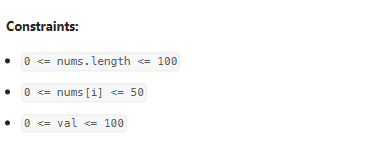 Constraints:
0 <= nums.length <= 100
0 <= nums[i] <= 50
0 <= val <= 100